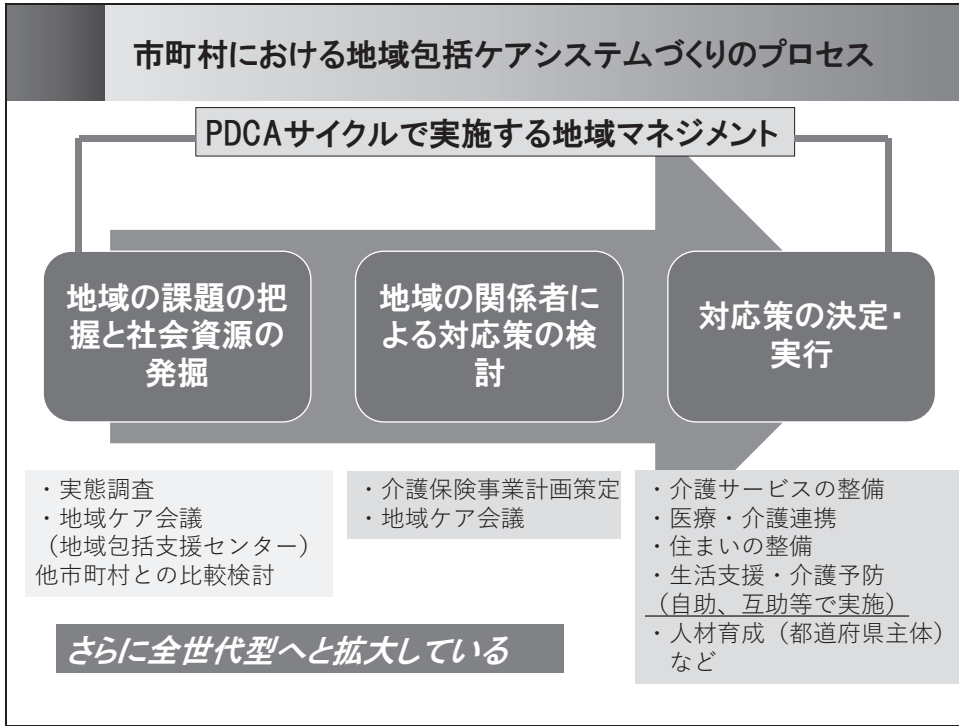 市町村における地域包括ケアシステムづくりのプロセス
PDCAサイクルで実施する地域マネジメント
地域の課題の把
握と社会資源の
発掘
地域の関係者に
よる対応策の検
討
対応策の決定・
実行
・実態調査
・地域ケア会議
（地域包括支援センター）
他市町村との比較検討
・介護保険事業計画策定
・地域ケア会議
・介護サービスの整備
・医療・介護連携
・住まいの整備
・生活支援・介護予防
（自助、互助等で実施）
・人材育成（都道府県主体）
など
さらに全世代型へと拡大している